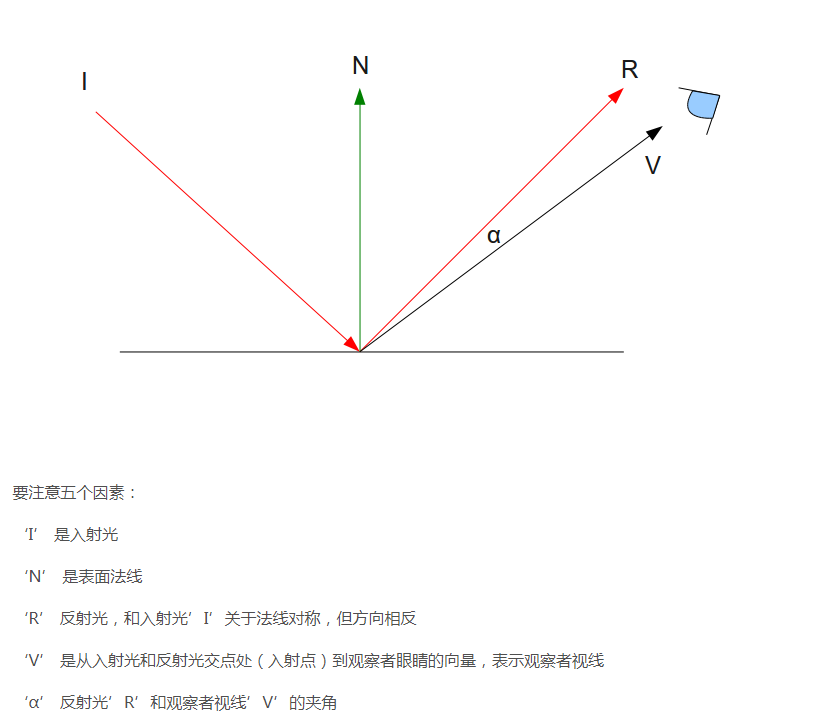 N
R
I
V
α
要注意五个因素：
‘I’ 是入射光
‘N’ 是表面法线
‘R’ 反射光，和入射光’I’关于法线对称，但方向相反
‘V’ 是从入射光和反射光交点处（入射点）到观察者眼睛的向量，表示观察者视线
‘α’ 反射光’R’和观察者视线’V’的夹角